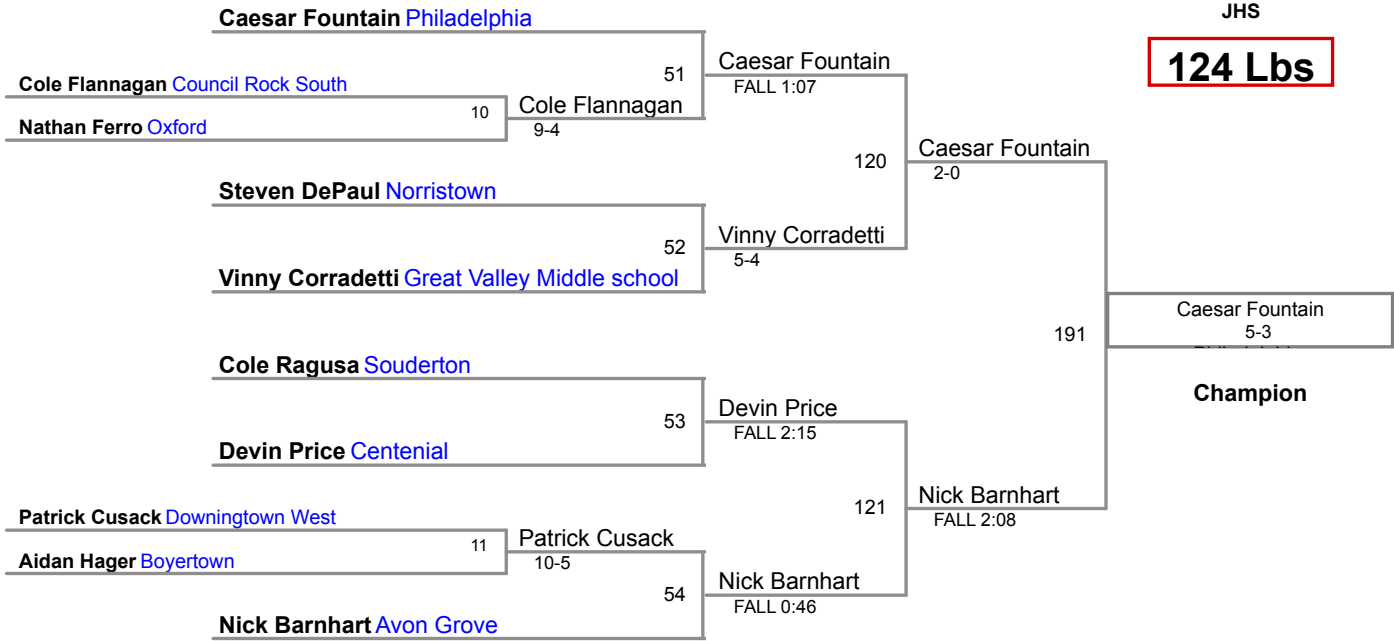 JHS
124 Lbs
Caesar Fountain Philadelphia
51
Caesar Fountain
FALL 1:07
Cole Flannagan Council Rock South
10
Cole Flannagan
9-4
Nathan Ferro Oxford
120
Caesar Fountain
2-0
Steven DePaul Norristown
52
Vinny Corradetti
5-4
Vinny Corradetti Great Valley Middle school
191
Caesar Fountain
5-3
Champion
Cole Ragusa Souderton
53
Devin Price
FALL 2:15
Devin Price Centenial
121
Nick Barnhart
FALL 2:08
Patrick Cusack Downingtown West
11
Patrick Cusack
10-5
Aidan Hager Boyertown
54
Nick Barnhart
FALL 0:46
Nick Barnhart Avon Grove